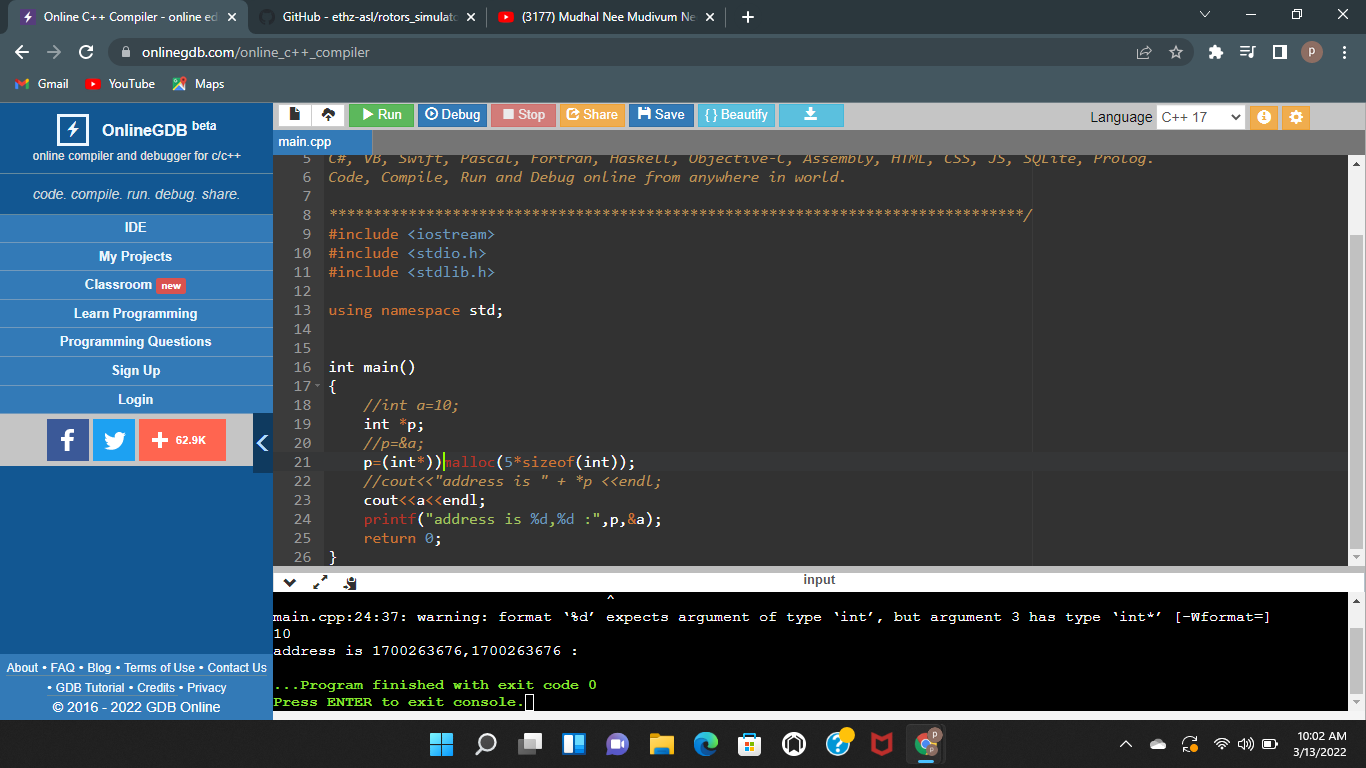 Online C++ Compiler - online ed
GitHub - ethz-asl/rotors_simulato
(3177) Mudhal Nee Mudivum Ne
onlinegdb.com/online_c++_compiler
p
Gmail
YouTube
Maps
OnlineGDB beta
online compiler and debugger for c/c++
code. compile. run. debug. share.
IDE
My Projects
Classroom new
Learn Programming
Programming Questions
Sign Up
Login
62.9K
About • FAQ • Blog • Terms of Use • Contact Us
• GDB Tutorial • Credits • Privacy
© 2016 - 2022 GDB Online
Run
Debug
Stop
Share
Save
{ } Beautify
Language C++ 17
main.cpp
5 C#, VB, Swift, Pascal, Fortran, Haskell, Objective-C, Assembly, HTML, CSS, JS, SQLite, Prolog.
6 Code, Compile, Run and Debug online from anywhere in world.
7
8 *******************************************************************************/
9 #include <iostream>
10 #include <stdio.h>
11 #include <stdlib.h>
12
13 using namespace std;
14
15
16 int main()
17 {
18     //int a=10;
19     int *p;
20     //p=&a;
21     p=(int*))malloc(5*sizeof(int));
22     //cout<<"address is " + *p <<endl;
23     cout<<a<<endl;
24     printf("address is %d,%d :",p,&a);
25     return 0;
26 }
input
^
main.cpp:24:37: warning: format ‘%d’ expects argument of type ‘int’, but argument 3 has type ‘int*’ [-Wformat=]
10
address is 1700263676,1700263676 :
...Program finished with exit code 0
Press ENTER to exit console.
10:02 AM
3/13/2022